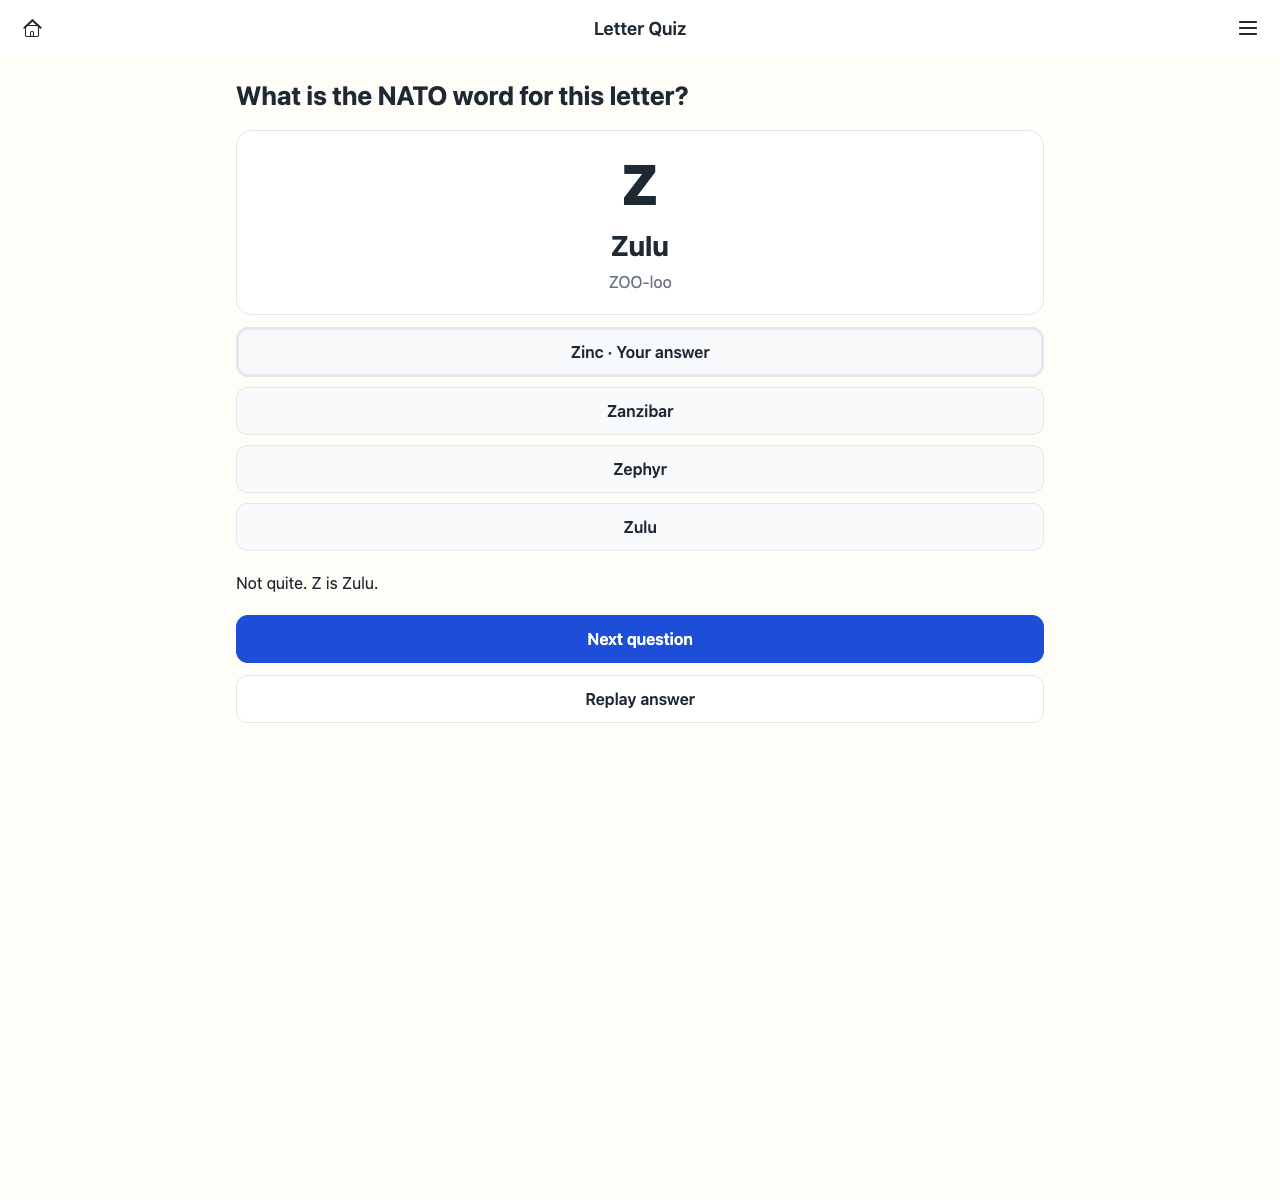 Letter Quiz
What is the NATO word for this letter?
Z
Zulu
ZOO-loo
Zinc · Your answer
Zanzibar
Zephyr
Zulu
Not quite. Z is Zulu.
Next question
Replay answer